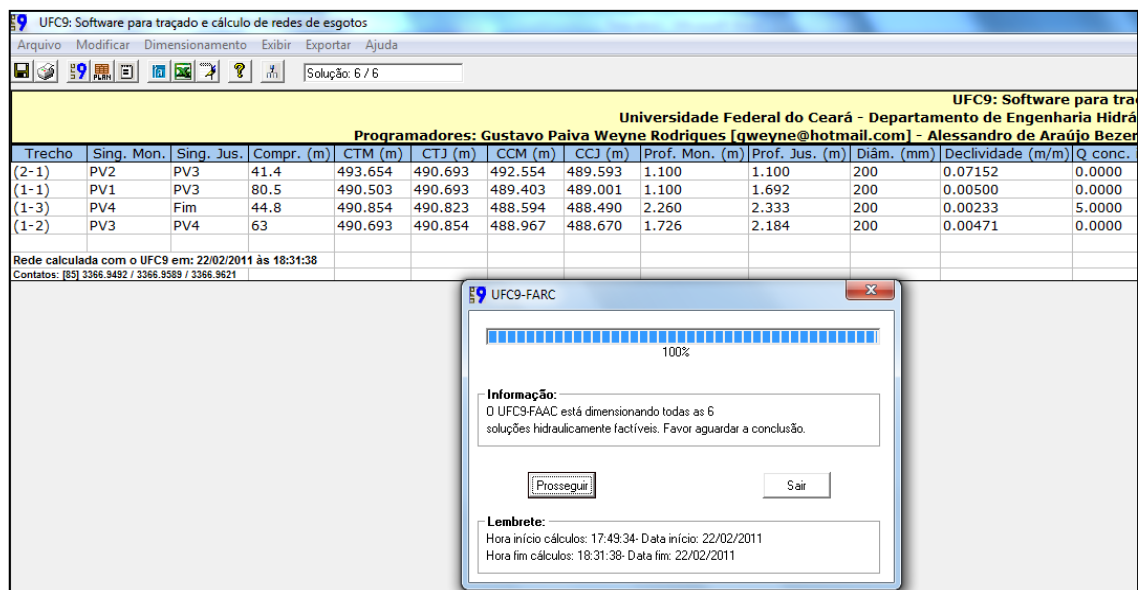 UFC9: Software para traçado e cálculo de redes de esgotos
Arquivo Modificar Dimensionamento Exibir Exportar Ajuda
Solução: 6 / 6
UFC9: Software para tra
Universidade Federal do Ceará - Departamento de Engenharia Hidrá
Programadores: Gustavo Paiva Weyne Rodrigues [gweyne@hotmail.com] - Alessandro de Araújo Bezer
Trecho Sing. Mon. Sing. Jus. Compr. (m) CTM (m) CTJ (m) CCM (m) CCJ (m) Prof. Mon. (m) Prof. Jus. (m) Diâm. (mm) Declividade (m/m) Q conc.
(2-1) PV2 PV3 41.4 493.654 490.693 492.554 489.593 1.100 1.100 200 0.07152 0.0000
(1-1) PV1 PV3 80.5 490.503 490.693 489.403 489.001 1.100 1.692 200 0.00500 0.0000
(1-3) PV4 Fim 44.8 490.854 490.823 488.594 488.490 2.260 2.333 200 0.00233 5.0000
(1-2) PV3 PV4 63 490.693 490.854 488.967 488.670 1.726 2.184 200 0.00471 0.0000
Rede calculada com o UFC9 em: 22/02/2011 às 18:31:38
Contatos: [85] 3366.9492 / 3366.9589 / 3366.9621
UFC9-FARC
100%
Informação:
O UFC9-FAAC está dimensionando todas as 6
soluções hidraulicamente factíveis. Favor aguardar a conclusão.
Prosseguir Sair
Lembrete:
Hora início cálculos: 17:49:34- Data início: 22/02/2011
Hora fim cálculos: 18:31:38- Data fim: 22/02/2011